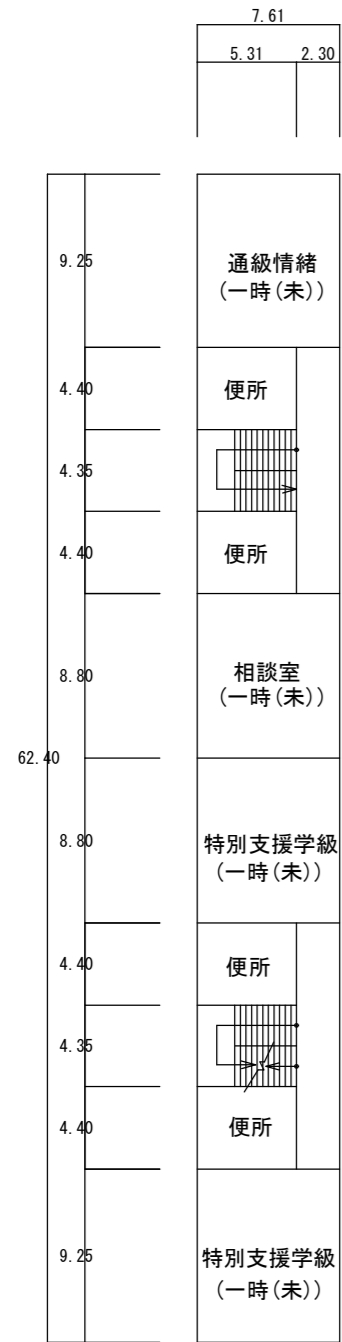 7.61
5.31 2.30
9.25
通級情緒
(一時(未))
4.40
便所
4.35
4.40
便所
8.80
相談室
(一時(未))
62.40
8.80
特別支援学級
(一時(未))
4.40
便所
4.35
4.40
便所
9.25
特別支援学級
(一時(未))